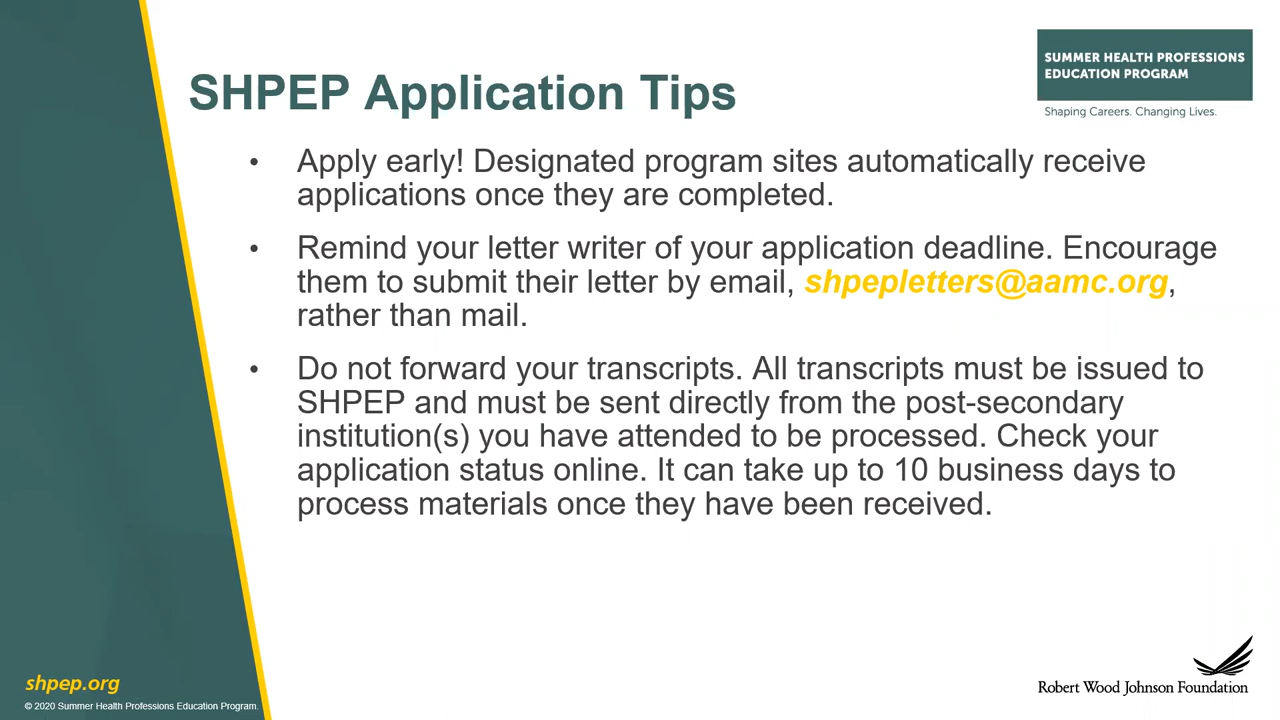 SUMMER HEALTH PROFESSIONS
EDUCATION PROGRAM
Shaping Careers. Changing Lives.
SHPEP Application Tips
• Apply early! Designated program sites automatically receive
applications once they are completed.
• Remind your letter writer of your application deadline. Encourage
them to submit their letter by email, shpepletters@aamc.org,
rather than mail.
• Do not forward your transcripts. All transcripts must be issued to
SHPEP and must be sent directly from the post-secondary
institution(s) you have attended to be processed. Check your
application status online. It can take up to 10 business days to
process materials once they have been received.
shpep.org
© 2020 Summer Health Professions Education Program.
Robert Wood Johnson Foundation